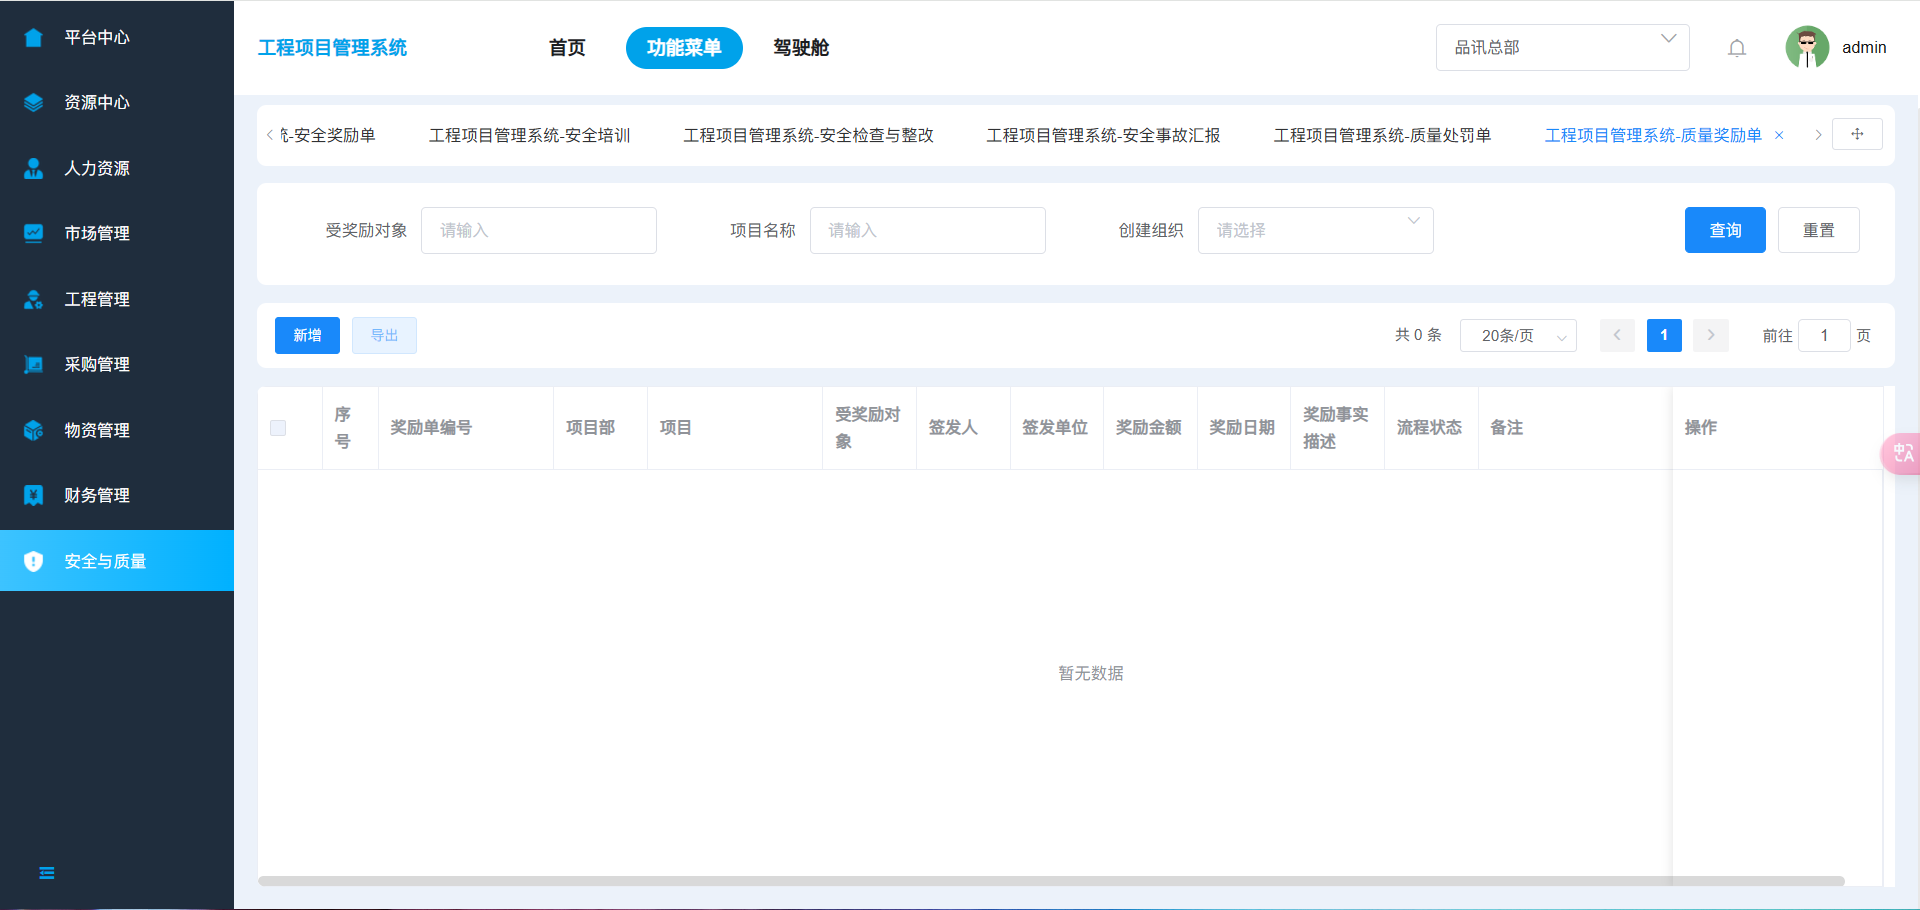 平台中心
资源中心
人力资源
市场管理
工程管理
采购管理
物资管理
财务管理
安全与质量
工程项目管理系统 首页 功能菜单 驾驶舱 品讯总部 admin
-安全奖励单 工程项目管理系统-安全培训 工程项目管理系统-安全检查与整改 工程项目管理系统-安全事故汇报 工程项目管理系统-质量处罚单 工程项目管理系统-质量奖励单
受奖励对象 请输入 项目名称 请输入 创建组织 请选择 查询 重置
新增 导出 共 0 条 20条/页 1 前往 1 页
序号 奖励单编号 项目部 项目 受奖励对象 签发人 签发单位 奖励金额 奖励日期 奖励事实描述 流程状态 备注 操作
暂无数据
中A